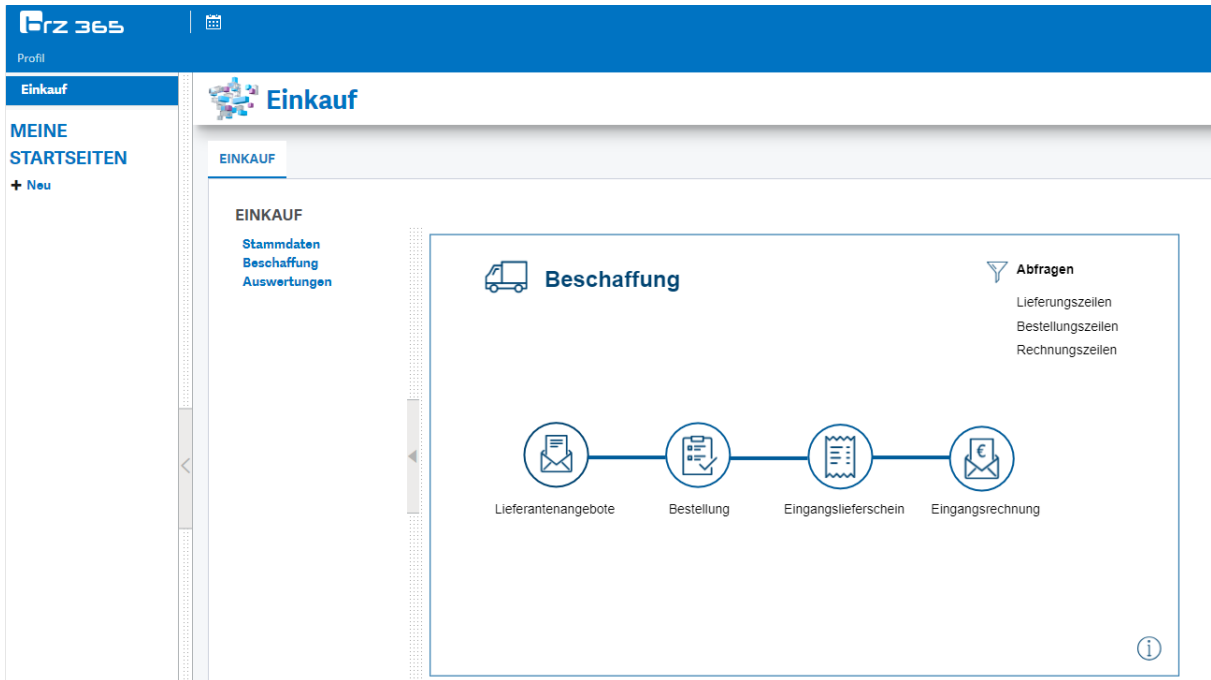 brz 365
Profil
Einkauf
MEINE
STARTSEITEN
+ Neu
Einkauf
EINKAUF
EINKAUF
Stammdaten
Beschaffung
Auswertungen
Beschaffung
Abfragen
Lieferungszeilen
Bestellungszeilen
Rechnungszeilen
€
Lieferantenangebote
Bestellung
Eingangslieferschein
Eingangsrechnung
i